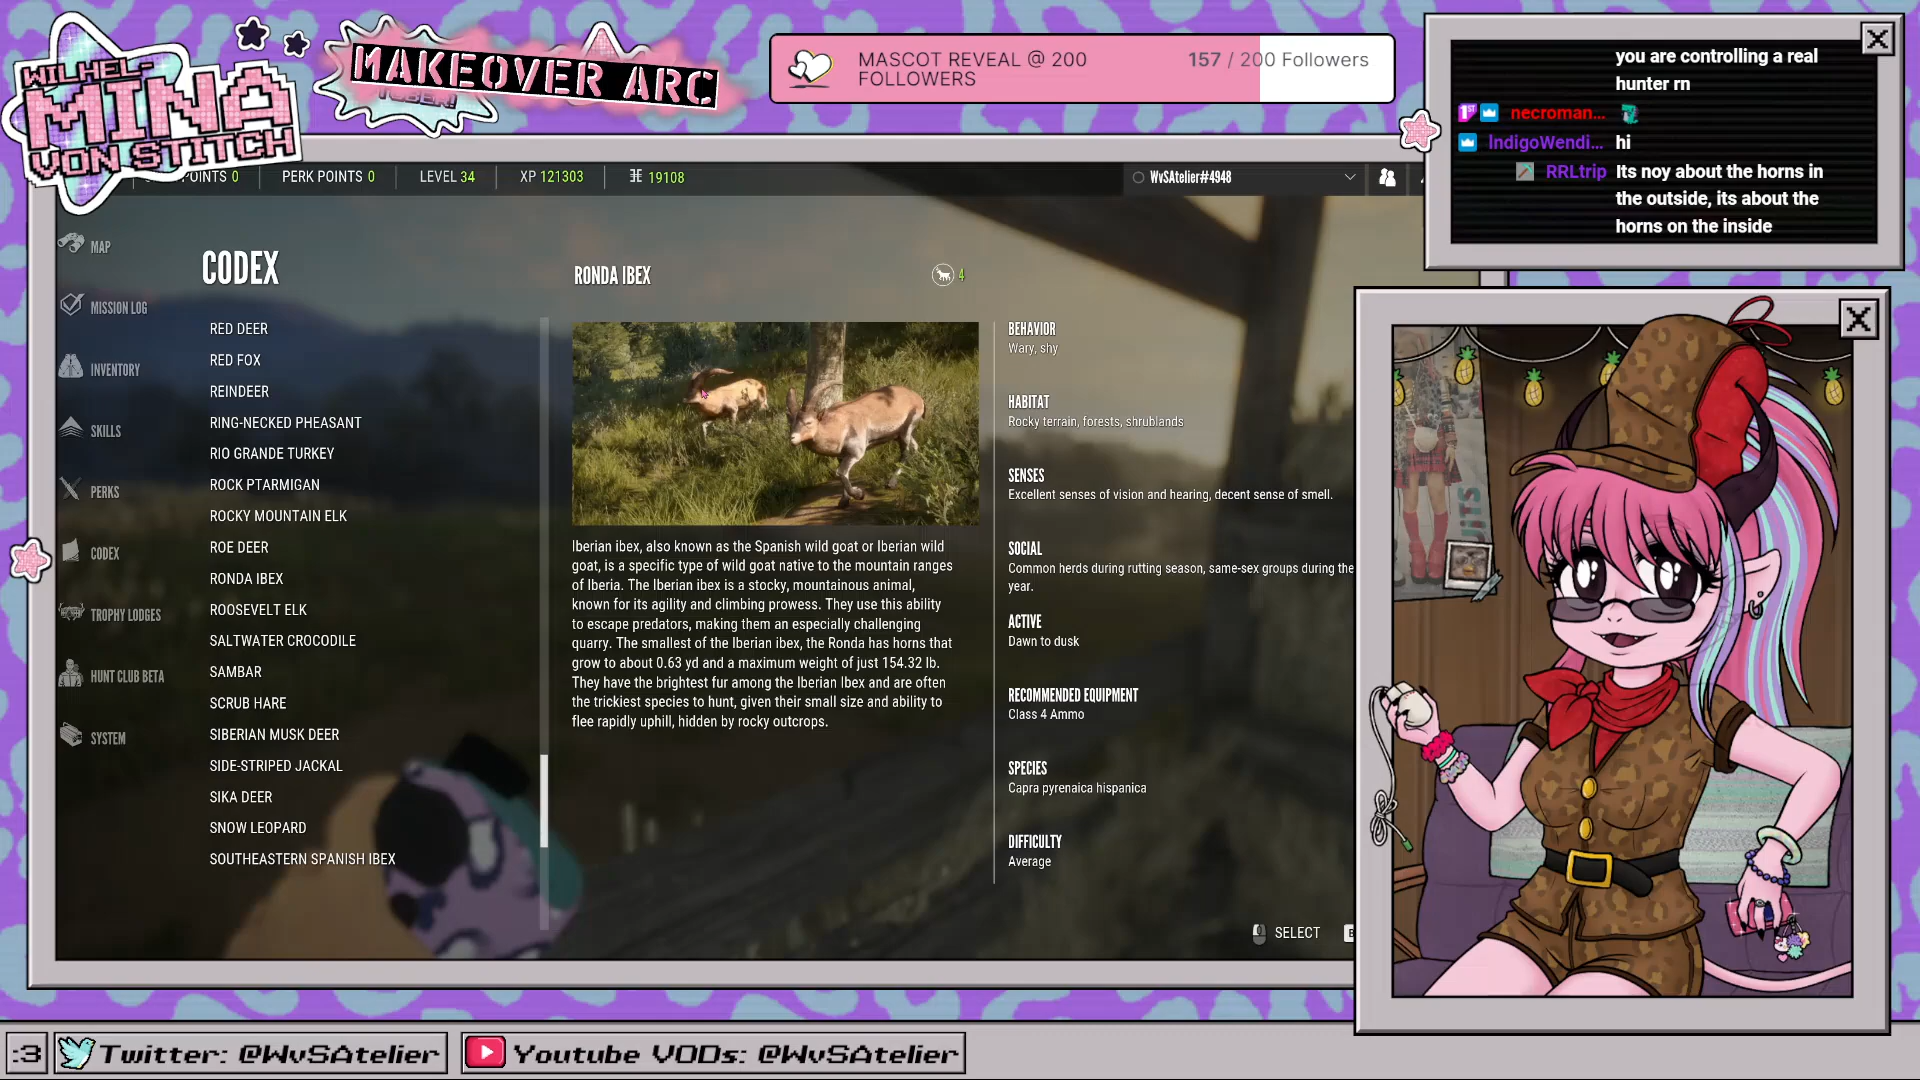 WILHEL-
MINA
VON STITCH
MAKEOVER ARC
TOBER!
MASCOT REVEAL @ 200
FOLLOWERS
157 / 200 Followers
you are controlling a real
hunter rn
necroman...
IndigoWendi... hi
RRLtrip Its noy about the horns in
the outside, its about the
horns on the inside
POINTS 0
PERK POINTS 0
LEVEL 34
XP 121303
19108
WvSAtelier#4948
MAP
MISSION LOG
INVENTORY
SKILLS
PERKS
CODEX
TROPHY LODGES
HUNT CLUB BETA
SYSTEM
CODEX
RED DEER
RED FOX
REINDEER
RING-NECKED PHEASANT
RIO GRANDE TURKEY
ROCK PTARMIGAN
ROCKY MOUNTAIN ELK
ROE DEER
RONDA IBEX
ROOSEVELT ELK
SALTWATER CROCODILE
SAMBAR
SCRUB HARE
SIBERIAN MUSK DEER
SIDE-STRIPED JACKAL
SIKA DEER
SNOW LEOPARD
SOUTHEASTERN SPANISH IBEX
RONDA IBEX
4
Iberian ibex, also known as the Spanish wild goat or Iberian wild
goat, is a specific type of wild goat native to the mountain ranges
of Iberia. The Iberian ibex is a stocky, mountainous animal,
known for its agility and climbing prowess. They use this ability
to escape predators, making them an especially challenging
quarry. The smallest of the Iberian ibex, the Ronda has horns that
grow to about 0.63 yd and a maximum weight of just 154.32 lb.
They have the brightest fur among the Iberian Ibex and are often
the trickiest species to hunt, given their small size and ability to
flee rapidly uphill, hidden by rocky outcrops.
BEHAVIOR
Wary, shy
HABITAT
Rocky terrain, forests, shrublands
SENSES
Excellent senses of vision and hearing, decent sense of smell.
SOCIAL
Common herds during rutting season, same-sex groups during the
year.
ACTIVE
Dawn to dusk
RECOMMENDED EQUIPMENT
Class 4 Ammo
SPECIES
Capra pyrenaica hispanica
DIFFICULTY
Average
SELECT
:3
Twitter: @WvSAtelier
Youtube VODs: @WvSAtelier